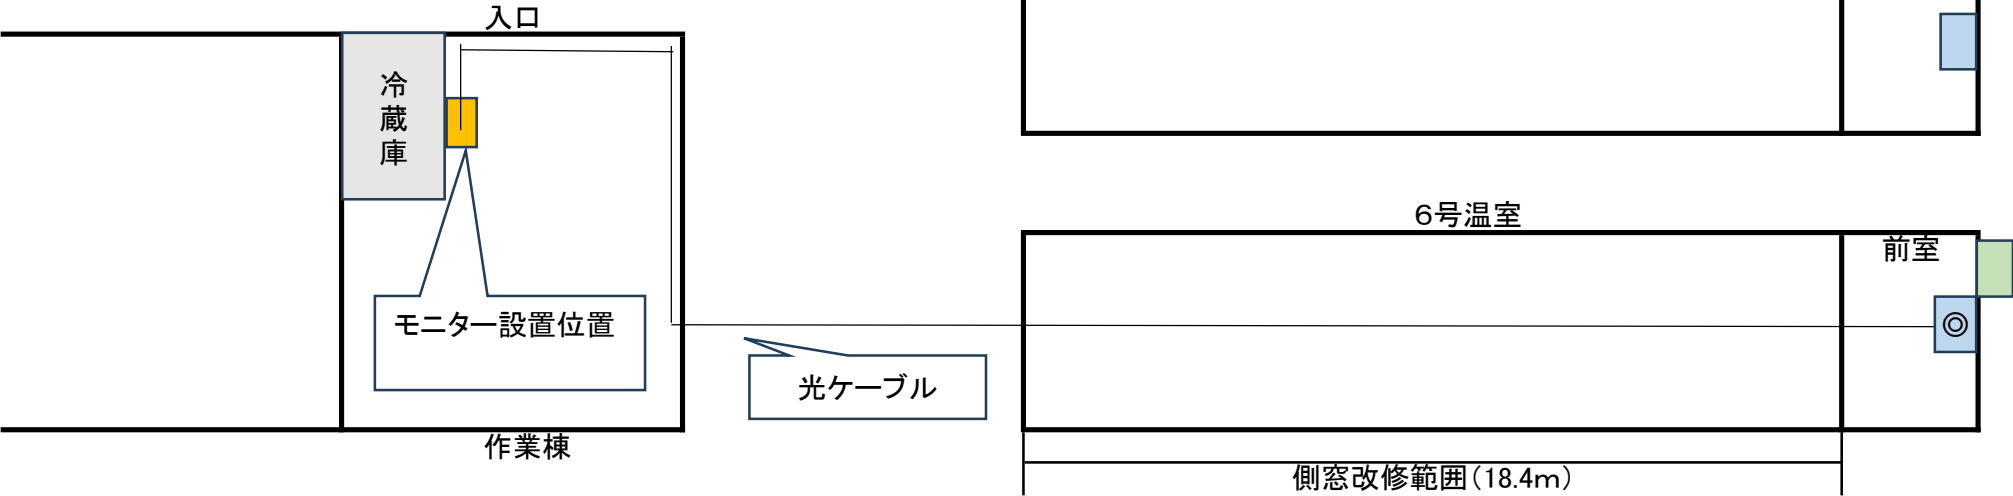 入口
冷蔵庫
6号温室
前室
モニター設置位置
光ケーブル
作業棟
側窓改修範囲(18.4m)